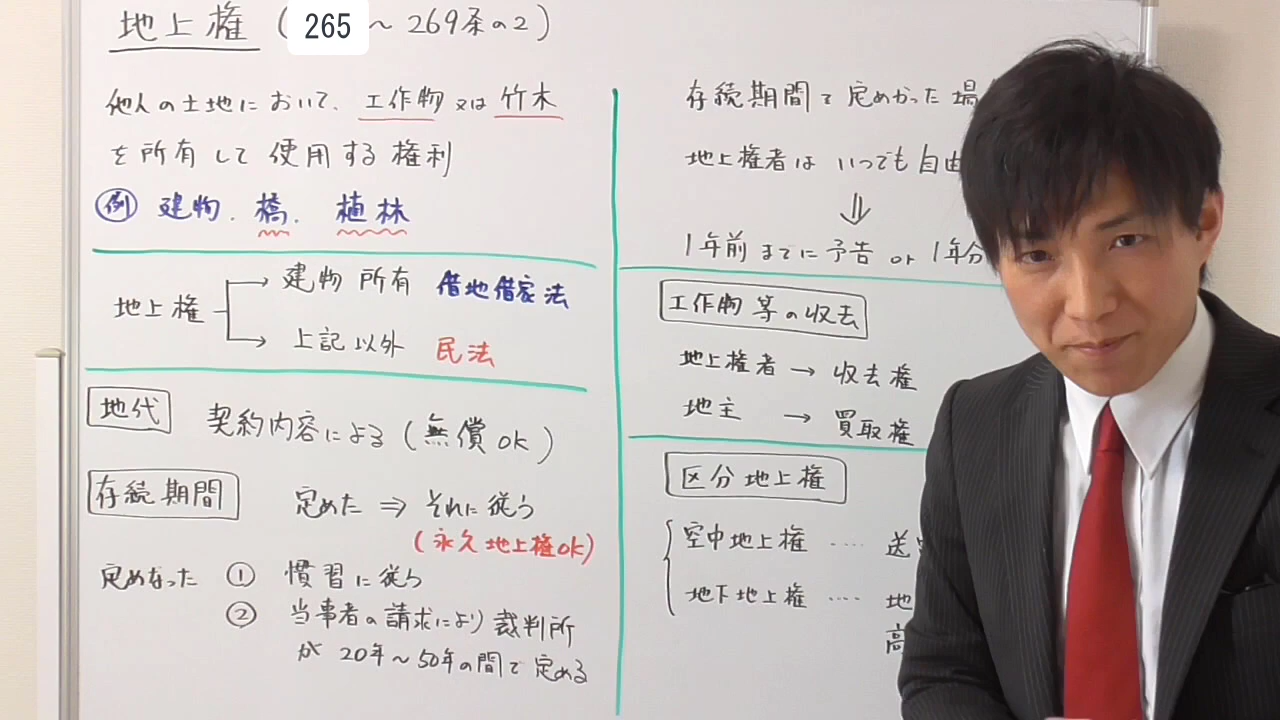 地上権 (265 ~ 269条の2)
他人の土地において、工作物又は竹木
を所有して使用する権利
例 建物. 橋. 植林
地上権
建物所有 借地借家法
上記以外 民法
地代 契約内容による (無償OK)
存続期間 定めた ⇒ それに従う
(永久地上権OK)
定めなった ① 慣習に従う
② 当事者の請求により裁判所
が 20年~50年の間で定める
存続期間で定めかった
地上権者は いつでも自由
⇓
1年前までに予告 or 1年分
工作物等の収去
地上権者 → 収去権
地主 → 買取権
区分地上権
空中地上権 ....
地下地上権 .... 地